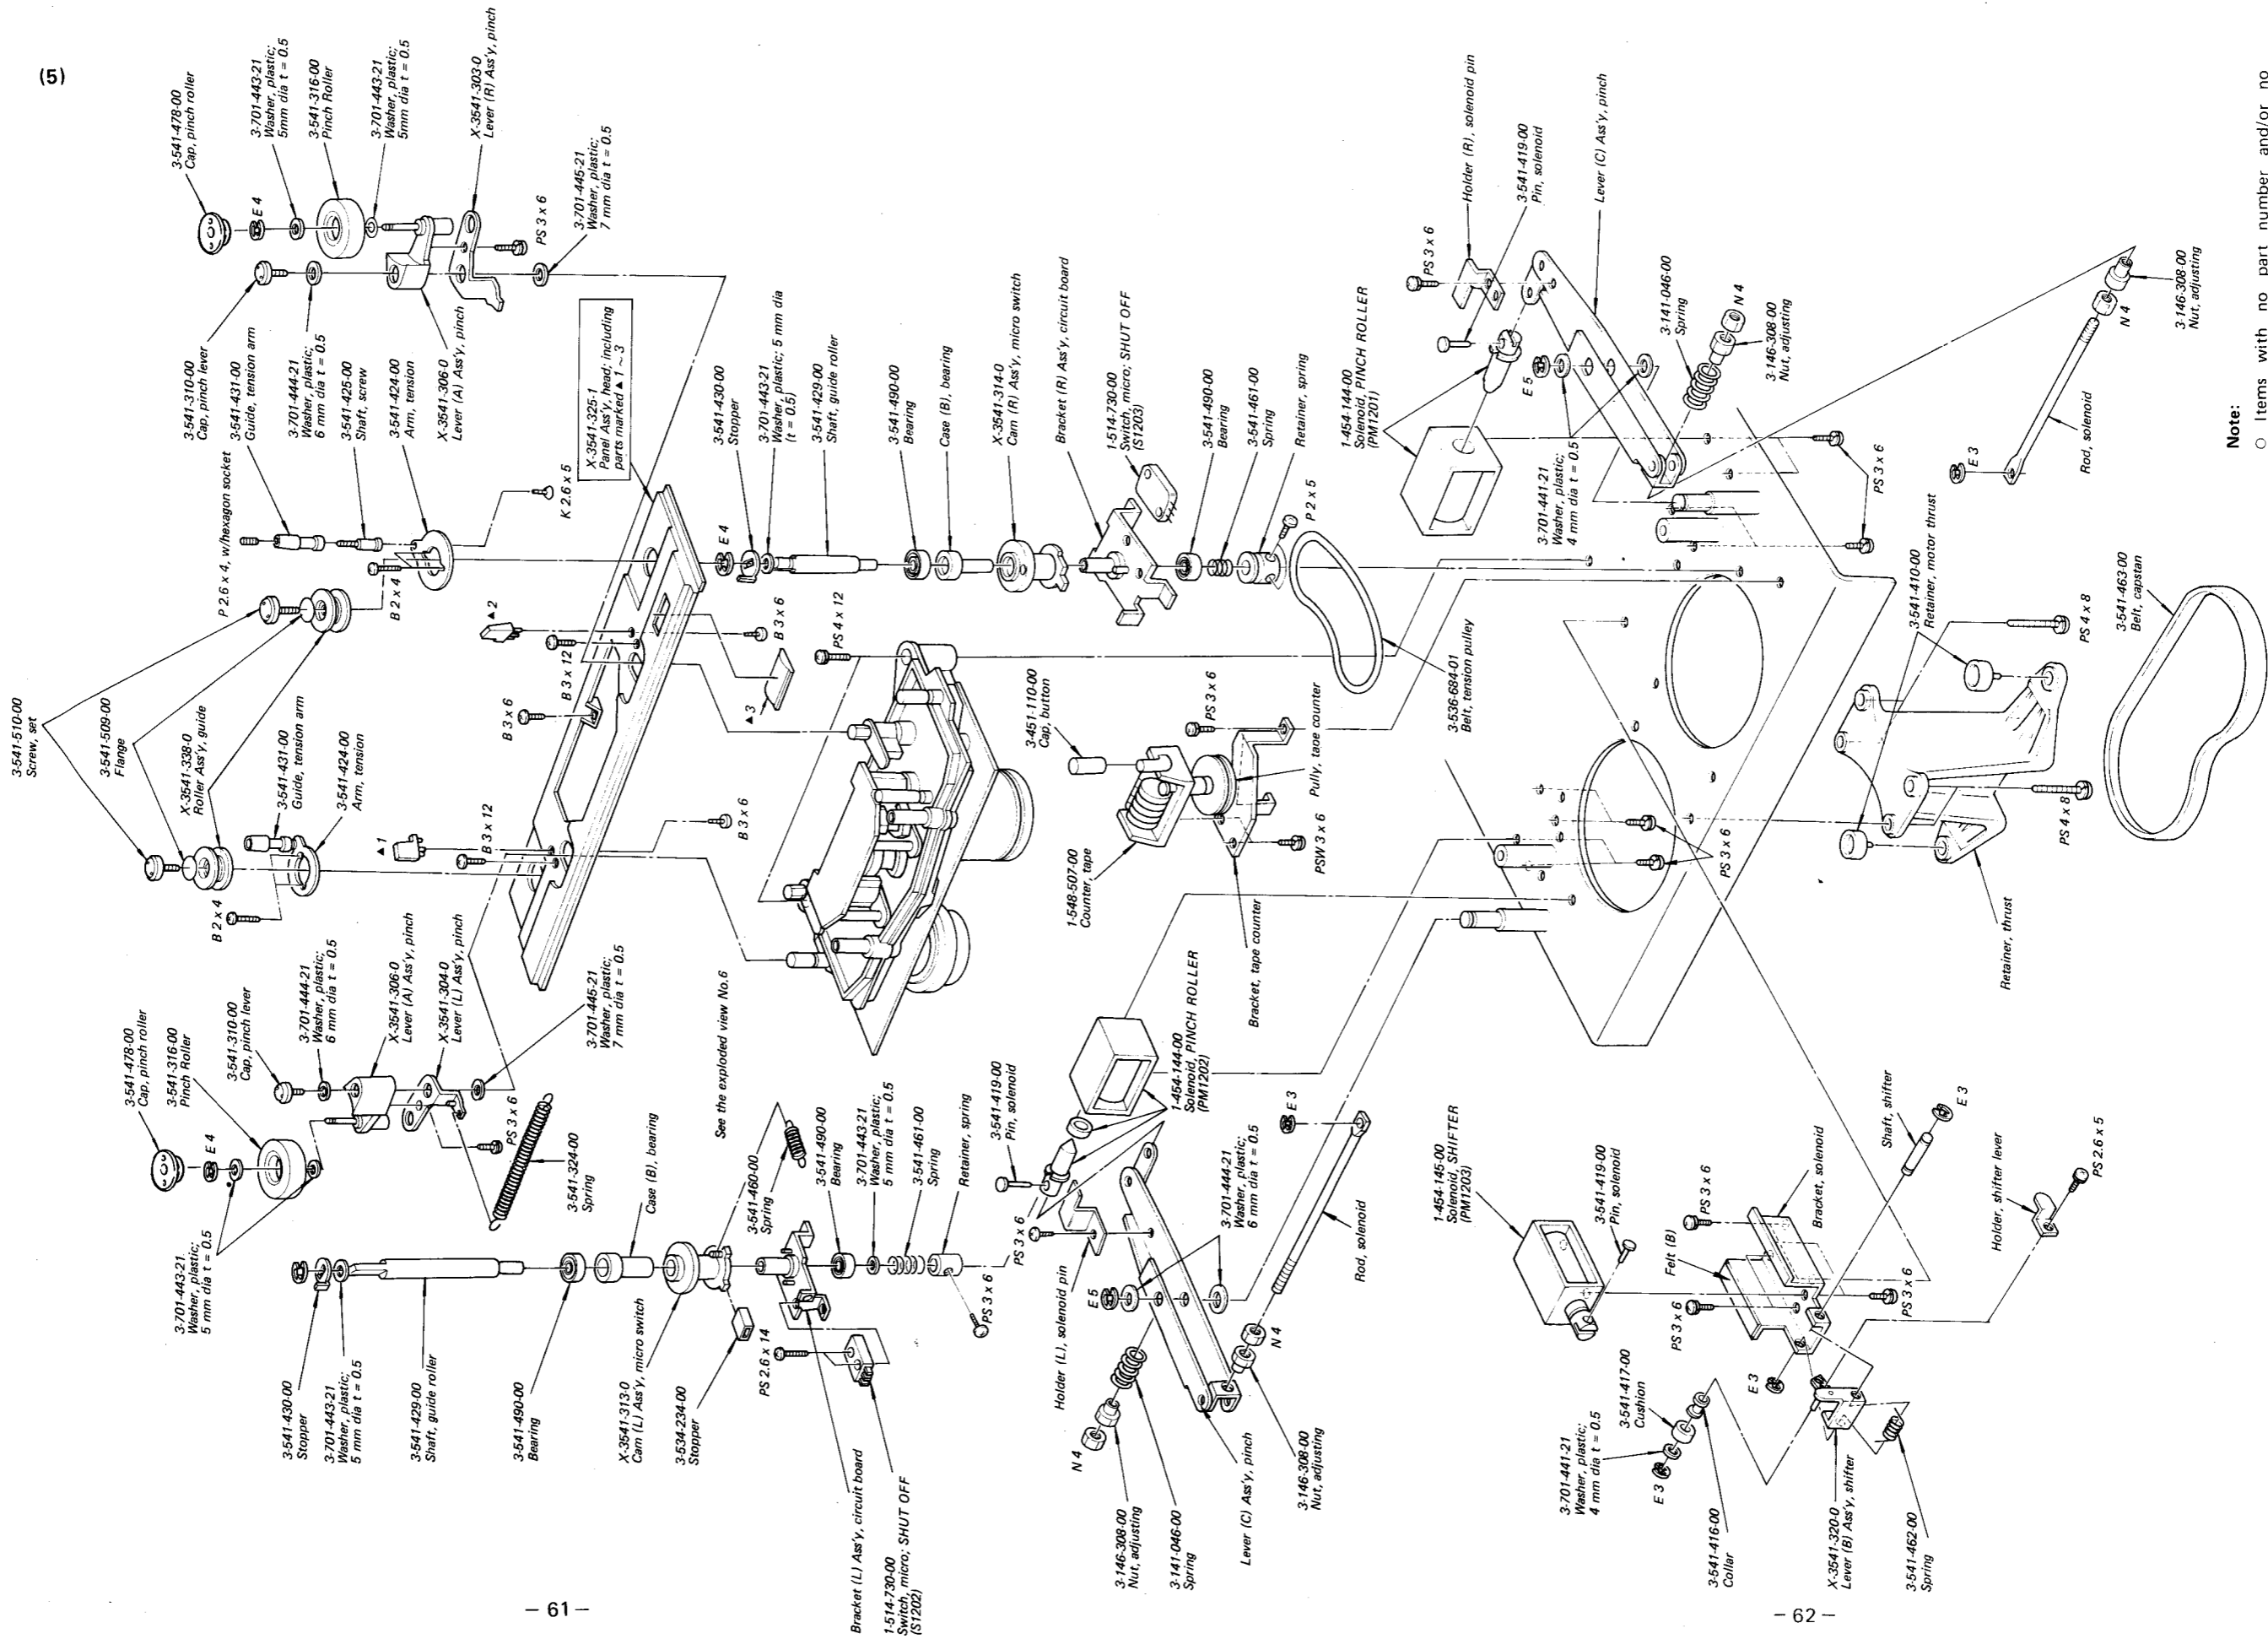 (5)
3-541-510-00
Screw, set
3-541-509-00
Flange
X-3541-338-0
Roller Ass'y, guide
3-541-431-00
Guide, tension arm
3-541-424-00
Arm, tension
P 2.6 x 4, w/hexagon socket
3-541-310-00
Cap, pinch lever
3-541-431-00
Guide, tension arm
3-701-444-21
Washer, plastic;
6 mm dia t = 0.5
3-541-425-00
Shaft, screw
3-541-424-00
Arm, tension
X-3541-306-0
Lever (A) Ass'y, pinch
3-541-478-00
Cap, pinch roller
3-701-443-21
Washer, plastic;
5mm dia t = 0.5
3-541-316-00
Pinch Roller
3-701-443-21
Washer, plastic;
5mm dia t = 0.5
X-3541-303-0
Lever (R) Ass'y, pinch
E 4
PS 3 x 6
3-701-445-21
Washer, plastic;
7 mm dia t = 0.5
K 2.6 x 5
B 2 x 4
X-3541-325-1
Panel Ass'y, head; including
parts marked ▲ 1 ~ 3
3-541-478-00
Cap, pinch roller
3-541-316-00
Pinch Roller
3-541-310-00
Cap, pinch lever
3-701-444-21
Washer, plastic;
6 mm dia t = 0.5
X-3541-306-0
Lever (A) Ass'y, pinch
X-3541-304-0
Lever (L) Ass'y, pinch
B 2 x 4
▲ 1
B 3 x 12
B 3 x 6
B 3 x 6
B 3 x 12
▲ 2
▲ 3
B 3 x 6
PS 4 x 12
E 4
3-701-443-21
Washer, plastic;
5 mm dia t = 0.5
PS 3 x 6
3-701-445-21
Washer, plastic;
7 mm dia t = 0.5
3-541-324-00
Spring
See the exploded view No.6
3-541-430-00
Stopper
3-701-443-21
Washer, plastic;
5 mm dia t = 0.5
3-541-429-00
Shaft, guide roller
3-541-490-00
Bearing
Case (B), bearing
X-3541-313-0
Cam (L) Ass'y, micro switch
3-534-234-00
Stopper
3-541-460-00
Spring
3-541-490-00
Bearing
3-701-443-21
Washer, plastic;
5 mm dia t = 0.5
3-541-461-00
Spring
Retainer, spring
PS 3 x 6
PS 2.6 x 14
Bracket (L) Ass'y, circuit board
1-514-730-00
Switch, micro; SHUT OFF
(S1202)
E 4
3-541-430-00
Stopper
3-701-443-21
Washer, plastic; 5 mm dia
(t = 0.5)
3-541-429-00
Shaft, guide roller
3-541-490-00
Bearing
Case (B), bearing
X-3541-314-0
Cam (R) Ass'y, micro switch
Bracket (R) Ass'y, circuit board
1-514-730-00
Switch, micro; SHUT OFF
(S1203)
3-541-490-00
Bearing
3-541-461-00
Spring
Retainer, spring
P 2 x 5
3-536-684-01
Belt, tension pulley
3-451-110-00
Cap, button
PS 3 x 6
Pully, tape counter
1-548-507-00
Counter, tape
PSW 3 x 6
Bracket, tape counter
3-541-419-00
Pin, solenoid
1-454-144-00
Solenoid, PINCH ROLLER
(PM1202)
PS 3 x 6
Holder (L), solenoid pin
E 5
3-701-444-21
Washer, plastic;
6 mm dia t = 0.5
E 3
Rod, solenoid
N 4
3-146-308-00
Nut, adjusting
N 4
3-146-308-00
Nut, adjusting
3-141-046-00
Spring
Lever (C) Ass'y, pinch
PS 3 x 6
Holder (R), solenoid pin
3-541-419-00
Pin, solenoid
1-454-144-00
Solenoid, PINCH ROLLER
(PM1201)
Lever (C) Ass'y, pinch
E 5
3-701-441-21
Washer, plastic;
4 mm dia t = 0.5
3-141-046-00
Spring
N 4
3-146-308-00
Nut, adjusting
PS 3 x 6
E 3
Rod, solenoid
N 4
3-146-308-00
Nut, adjusting
PS 3 x 6
3-541-410-00
Retainer, motor thrust
PS 4 x 8
PS 4 x 8
3-541-463-00
Belt, capstan
Retainer, thrust
1-454-145-00
Solenoid, SHIFTER
(PM1203)
3-541-419-00
Pin, solenoid
Felt (B)
PS 3 x 6
Bracket, solenoid
Shaft, shifter
E 3
PS 3 x 6
PS 3 x 6
Holder, shifter lever
PS 2.6 x 5
3-541-417-00
Cushion
3-701-441-21
Washer, plastic;
4 mm dia t = 0.5
E 3
E 3
3-541-416-00
Collar
X-3541-320-0
Lever (B) Ass'y, shifter
3-541-462-00
Spring
Note:
○ Items with no part number and/or no
– 61 –
– 62 –